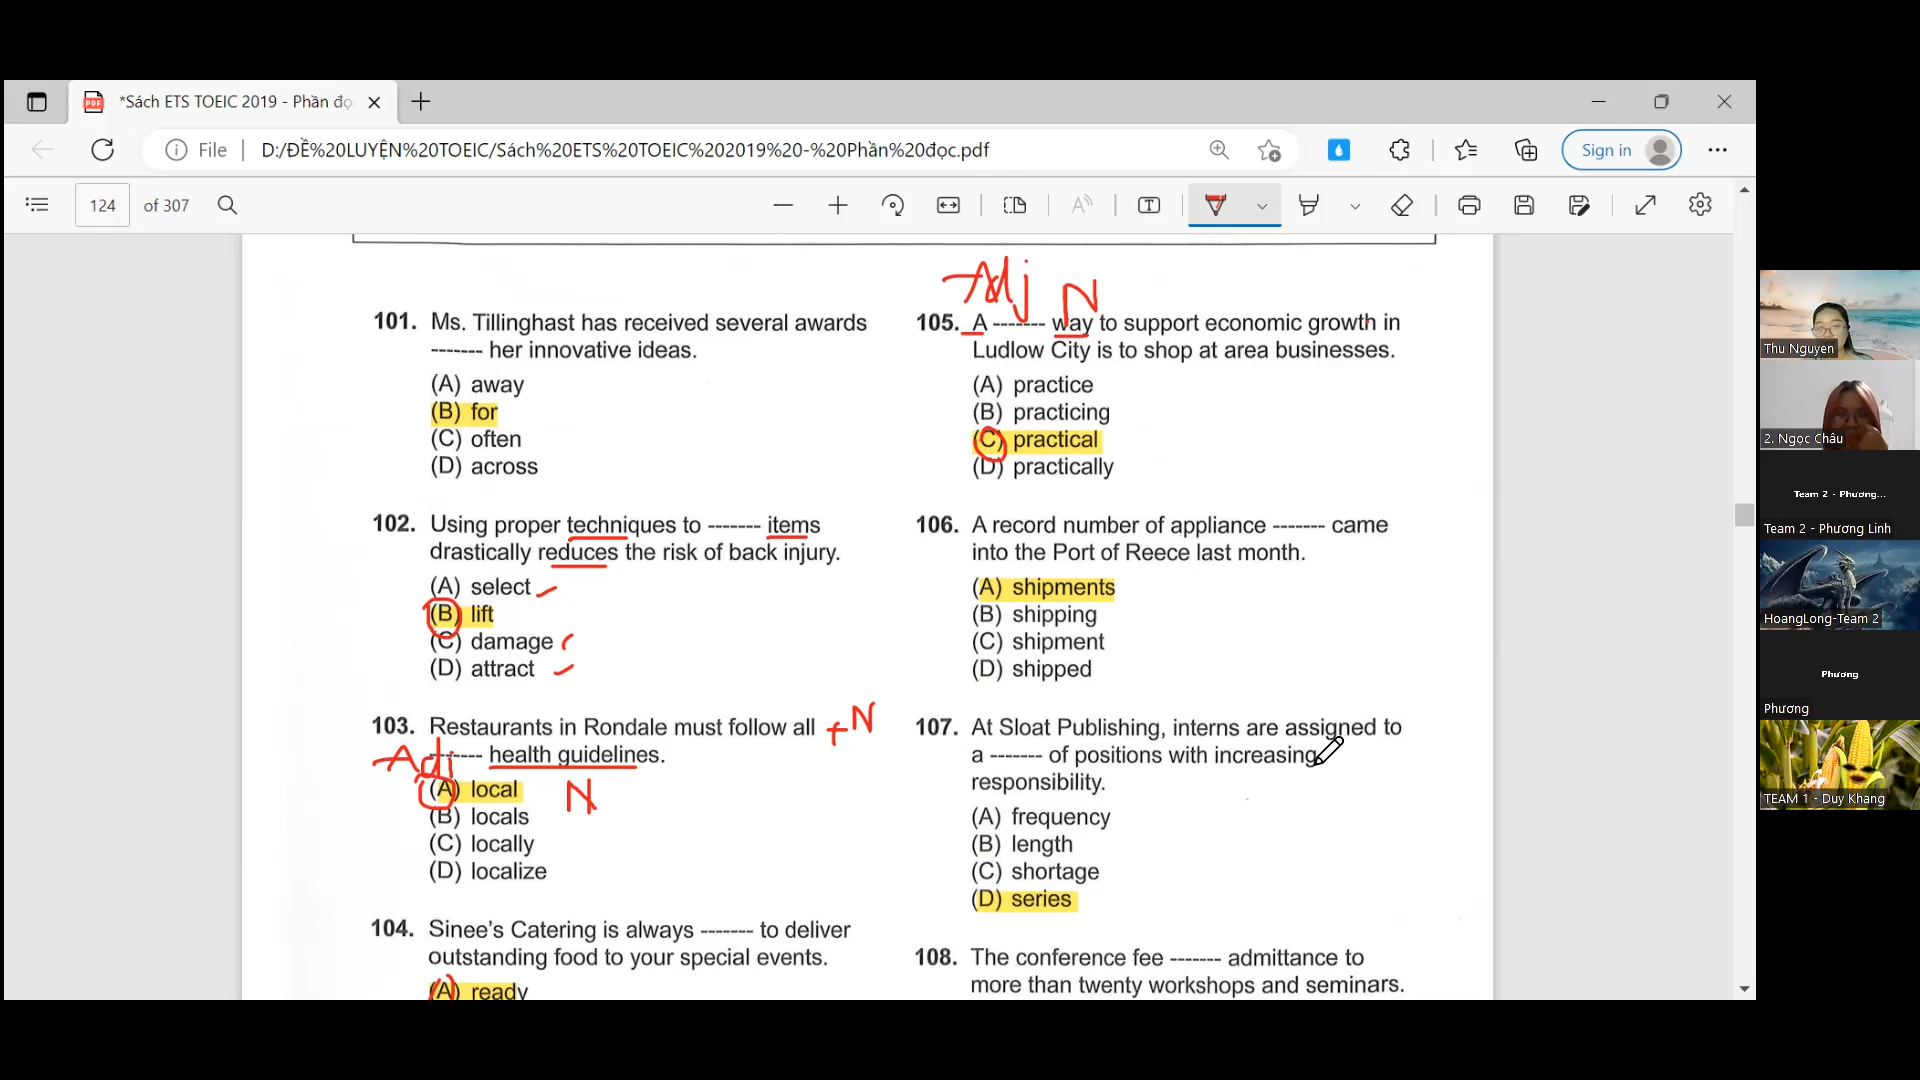 *Sách ETS TOEIC 2019 - Phần đọ
File
D:/ĐỀ%20LUYỆN%20TOEIC/Sách%20ETS%20TOEIC%202019%20-%20Phần%20đọc.pdf
Sign in
124 of 307
101. Ms. Tillinghast has received several awards
------- her innovative ideas.
(A) away
(B) for
(C) often
(D) across
102. Using proper techniques to ------- items
drastically reduces the risk of back injury.
(A) select
(B) lift
(C) damage
(D) attract
103. Restaurants in Rondale must follow all + N
Adj
------- health guidelines.
(A) local
N
(B) locals
(C) locally
(D) localize
104. Sinee's Catering is always ------- to deliver
outstanding food to your special events.
(A) ready
Adj N
105. A ------- way to support economic growth in
Ludlow City is to shop at area businesses.
(A) practice
(B) practicing
(C) practical
(D) practically
106. A record number of appliance ------- came
into the Port of Reece last month.
(A) shipments
(B) shipping
(C) shipment
(D) shipped
107. At Sloat Publishing, interns are assigned to
a ------- of positions with increasing
responsibility.
(A) frequency
(B) length
(C) shortage
(D) series
108. The conference fee ------- admittance to
more than twenty workshops and seminars.
Thu Nguyen
2. Ngọc Châu
Team 2 - Phương...
Team 2 - Phương Linh
HoangLong-Team 2
Phương
Phương
TEAM 1 - Duy Khang